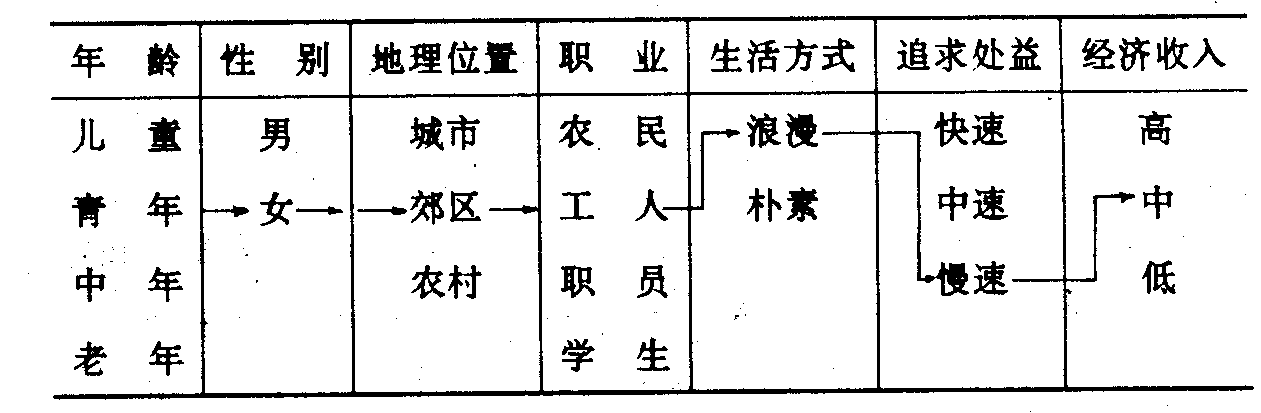 年 龄 性 别 地理位置 职 业 生活方式 追求处益 经济收入
儿 童 男 城市 农 民 浪漫 快速 高
青 年 女 郊区 工 人 朴素 中速 中
中 年 农村 职 员 慢速 低
老 年 学 生